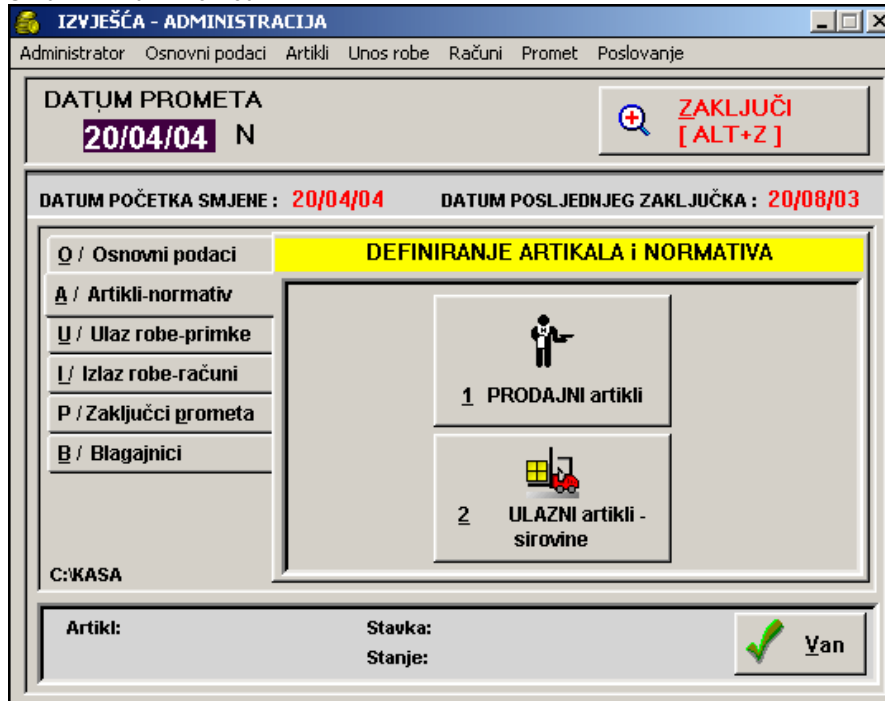 IZVJEŠĆA - ADMINISTRACIJA
Administrator Osnovni podaci Artikli Unos robe Računi Promet Poslovanje
DATUM PROMETA
20/04/04 N
ZAKLJUČI
[ ALT+Z ]
DATUM POČETKA SMJENE : 20/04/04 DATUM POSLJEDNJEG ZAKLJUČKA : 20/08/03
O / Osnovni podaci
A / Artikli-normativ
U / Ulaz robe-primke
I / Izlaz robe-računi
P / Zaključci prometa
B / Blagajnici
C:\KASA
DEFINIRANJE ARTIKALA i NORMATIVA
1 PRODAJNI artikli
2 ULAZNI artikli -
sirovine
Artikl:
Stavka:
Stanje:
Van